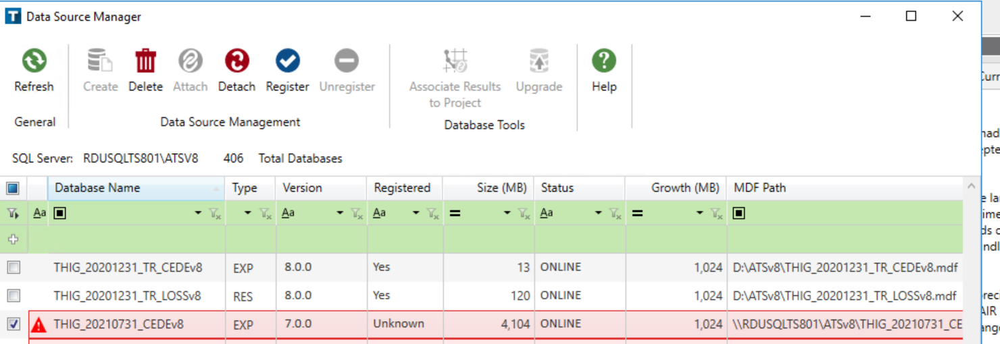 T Data Source Manager
Refresh Create Delete Attach Detach Register Unregister Associate Results to Project Upgrade Help
General Data Source Management Database Tools
SQL Server: RDUSQLTS801\ATSV8 406 Total Databases
Database Name Type Version Registered Size (MB) Status Growth (MB) MDF Path
Aa Aa Aa = Aa =
THIG_20201231_TR_CEDEv8 EXP 8.0.0 Yes 13 ONLINE 1,024 D:\ATSv8\THIG_20201231_TR_CEDEv8.mdf
THIG_20201231_TR_LOSSv8 RES 8.0.0 Yes 120 ONLINE 1,024 D:\ATSv8\THIG_20201231_TR_LOSSv8.mdf
THIG_20210731_CEDEv8 EXP 7.0.0 Unknown 4,104 ONLINE 1,024 \\RDUSQLTS801\ATSv8\THIG_20210731_CE